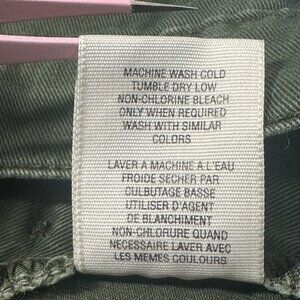 MACHINE WASH COLD
TUMBLE DRY LOW
NON-CHLORINE BLEACH
ONLY WHEN REQUIRED
WASH WITH SIMILAR
COLORS
LAVER A MACHINE A L'EAU
FROIDE SECHER PAR
CULBUTAGE BASSE
UTILISER D'AGENT
DE BLANCHIMENT
NON-CHLORURE QUAND
NECESSAIRE LAVER AVEC
LES MEMES COULOURES